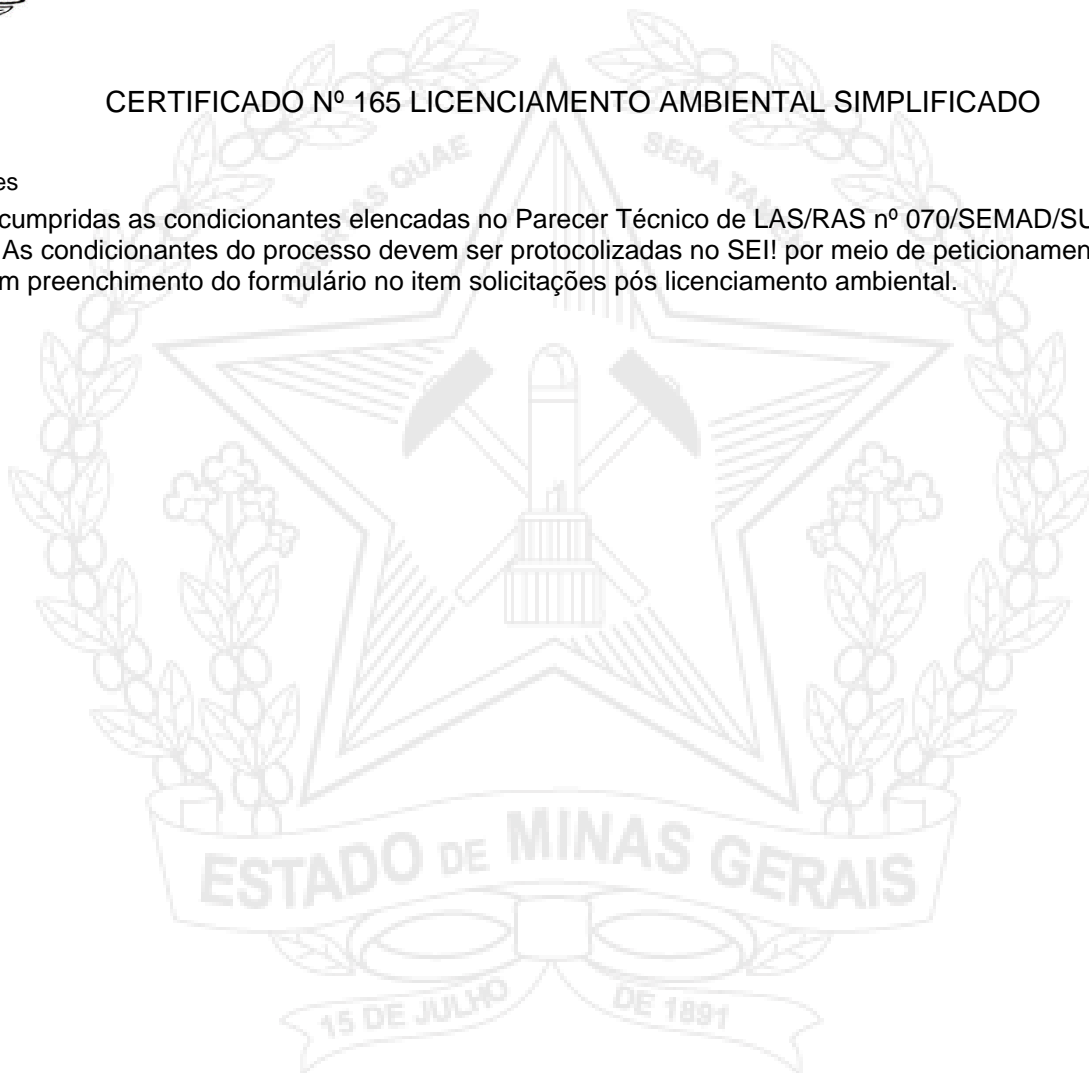 CERTIFICADO Nº 165 LICENCIAMENTO AMBIENTAL SIMPLIFICADO
es
cumpridas as condicionantes elencadas no Parecer Técnico de LAS/RAS nº 070/SEMAD/SU
As condicionantes do processo devem ser protocolizadas no SEI! por meio de peticionamen
m preenchimento do formulário no item solicitações pós licenciamento ambiental.
QUAE SERA TAMEN
ESTADO DE MINAS GERAIS
15 DE JULHO DE 1891